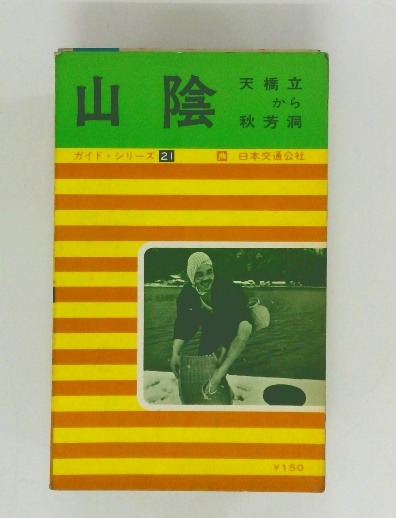 山陰
天橋立
から
秋芳洞
ガイド・シリーズ 21
日本交通公社
¥150